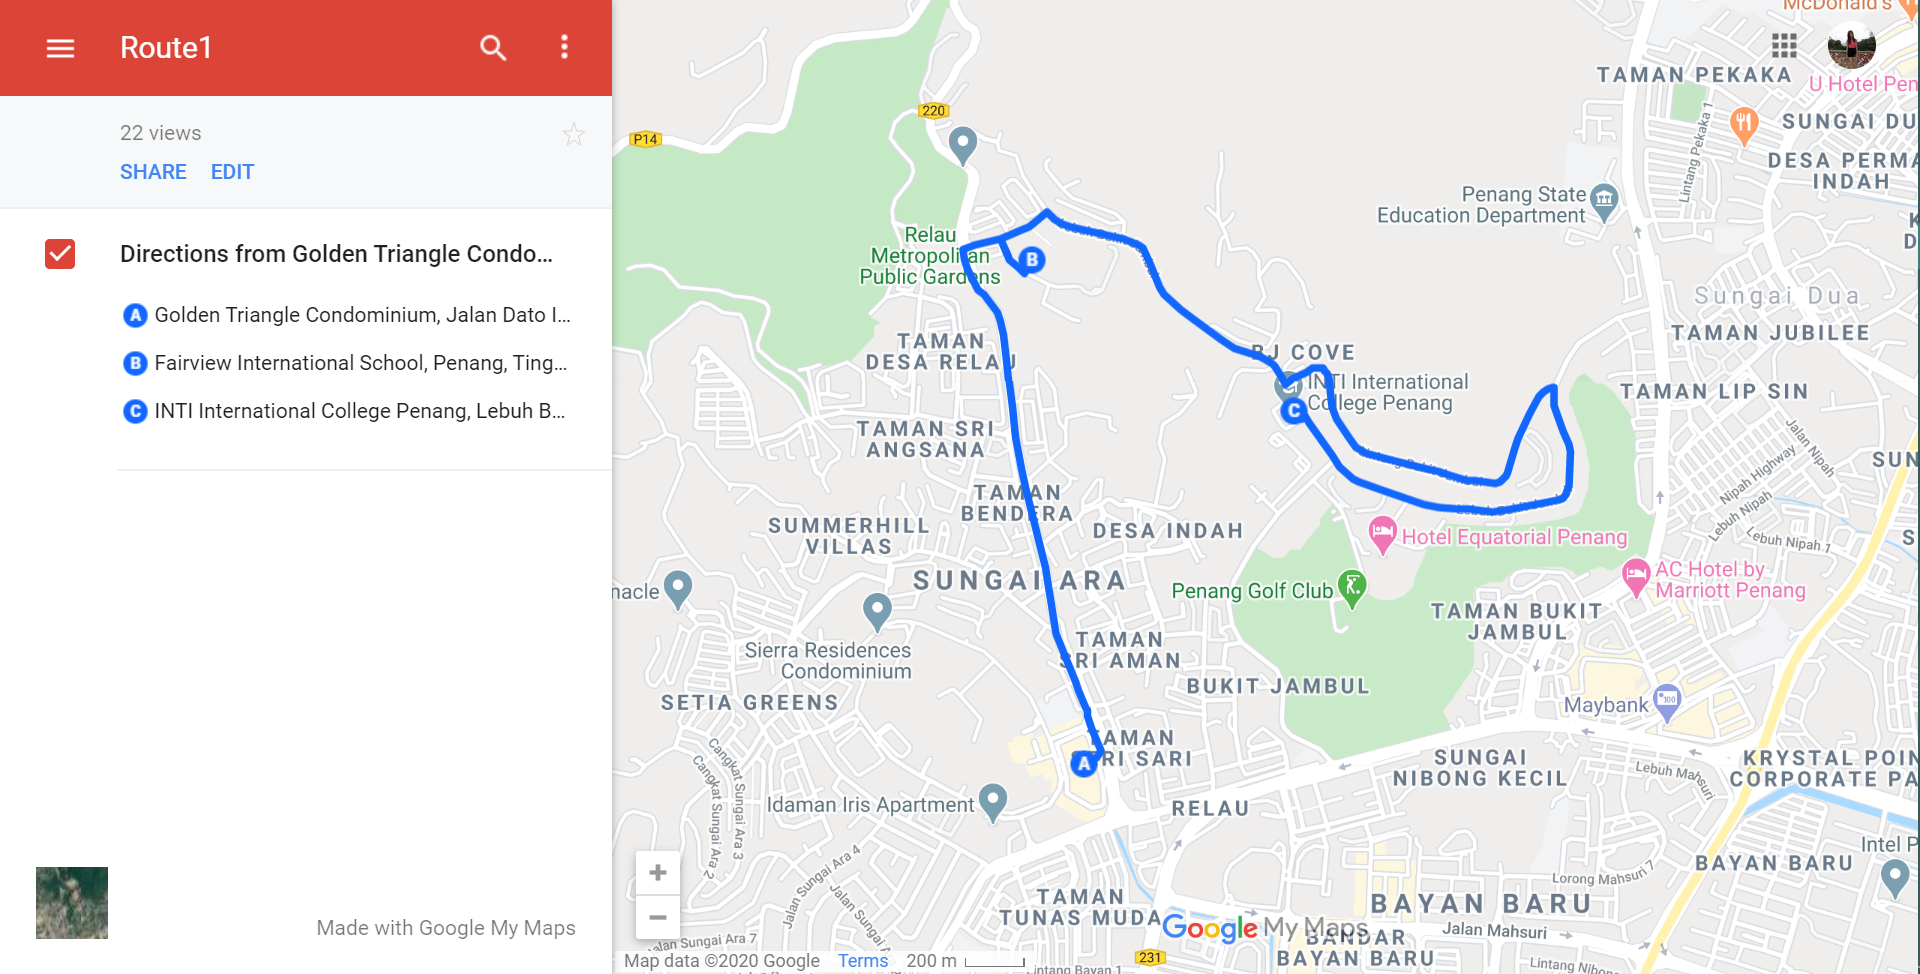 Route1
22 views
SHARE EDIT
Directions from Golden Triangle Condo...
A Golden Triangle Condominium, Jalan Dato I...
B Fairview International School, Penang, Ting...
C INTI International College Penang, Lebuh B...
Made with Google My Maps
McDonald's
TAMAN PEKAKA
U Hotel Pen
220
P14
Lintang Pekaka 1
SUNGAI DU
DESA PERMA
INDAH
Penang State
Education Department
Relau
Metropolitan
Public Gardens
B
Sungai Dua
TAMAN JUBILEE
TAMAN
DESA RELAU
BJ COVE
INTI International
College Penang
C
TAMAN LIP SIN
TAMAN SRI
ANGSANA
Jalan Nipah
SUN
Nipah Highway
Lebuh Nipah
Lebuh Nipah 7
TAMAN
BENDERA
SUMMERHILL
VILLAS
DESA INDAH
Hotel Equatorial Penang
SUNGAI ARA
Penang Golf Club
AC Hotel by
Marriott Penang
nacle
TAMAN BUKIT
JAMBUL
Sierra Residences
Condominium
TAMAN
SRI AMAN
BUKIT JAMBUL
SETIA GREENS
Maybank
100
Cangkat Sungai Ara 3
Cangkat Sungai Ara 2
TAMAN
SRI SARI
A
SUNGAI
NIBONG KECIL
KRYSTAL POIN
CORPORATE PA
Lebuh Mahsuri
Idaman Iris Apartment
RELAU
Intel P
BAYAN BARU
Lorong Mahsuri 7
Jalan Sungai Ara 4
Jalan Sungai Ara 7
TAMAN
TUNAS MUDA
BAYAN BARU
Jalan Mahsuri
Google My Maps
BANDAR
BAYAN BARU
231
Lintang Bayan 1
Lintang Nibong
Map data ©2020 Google Terms 200 m